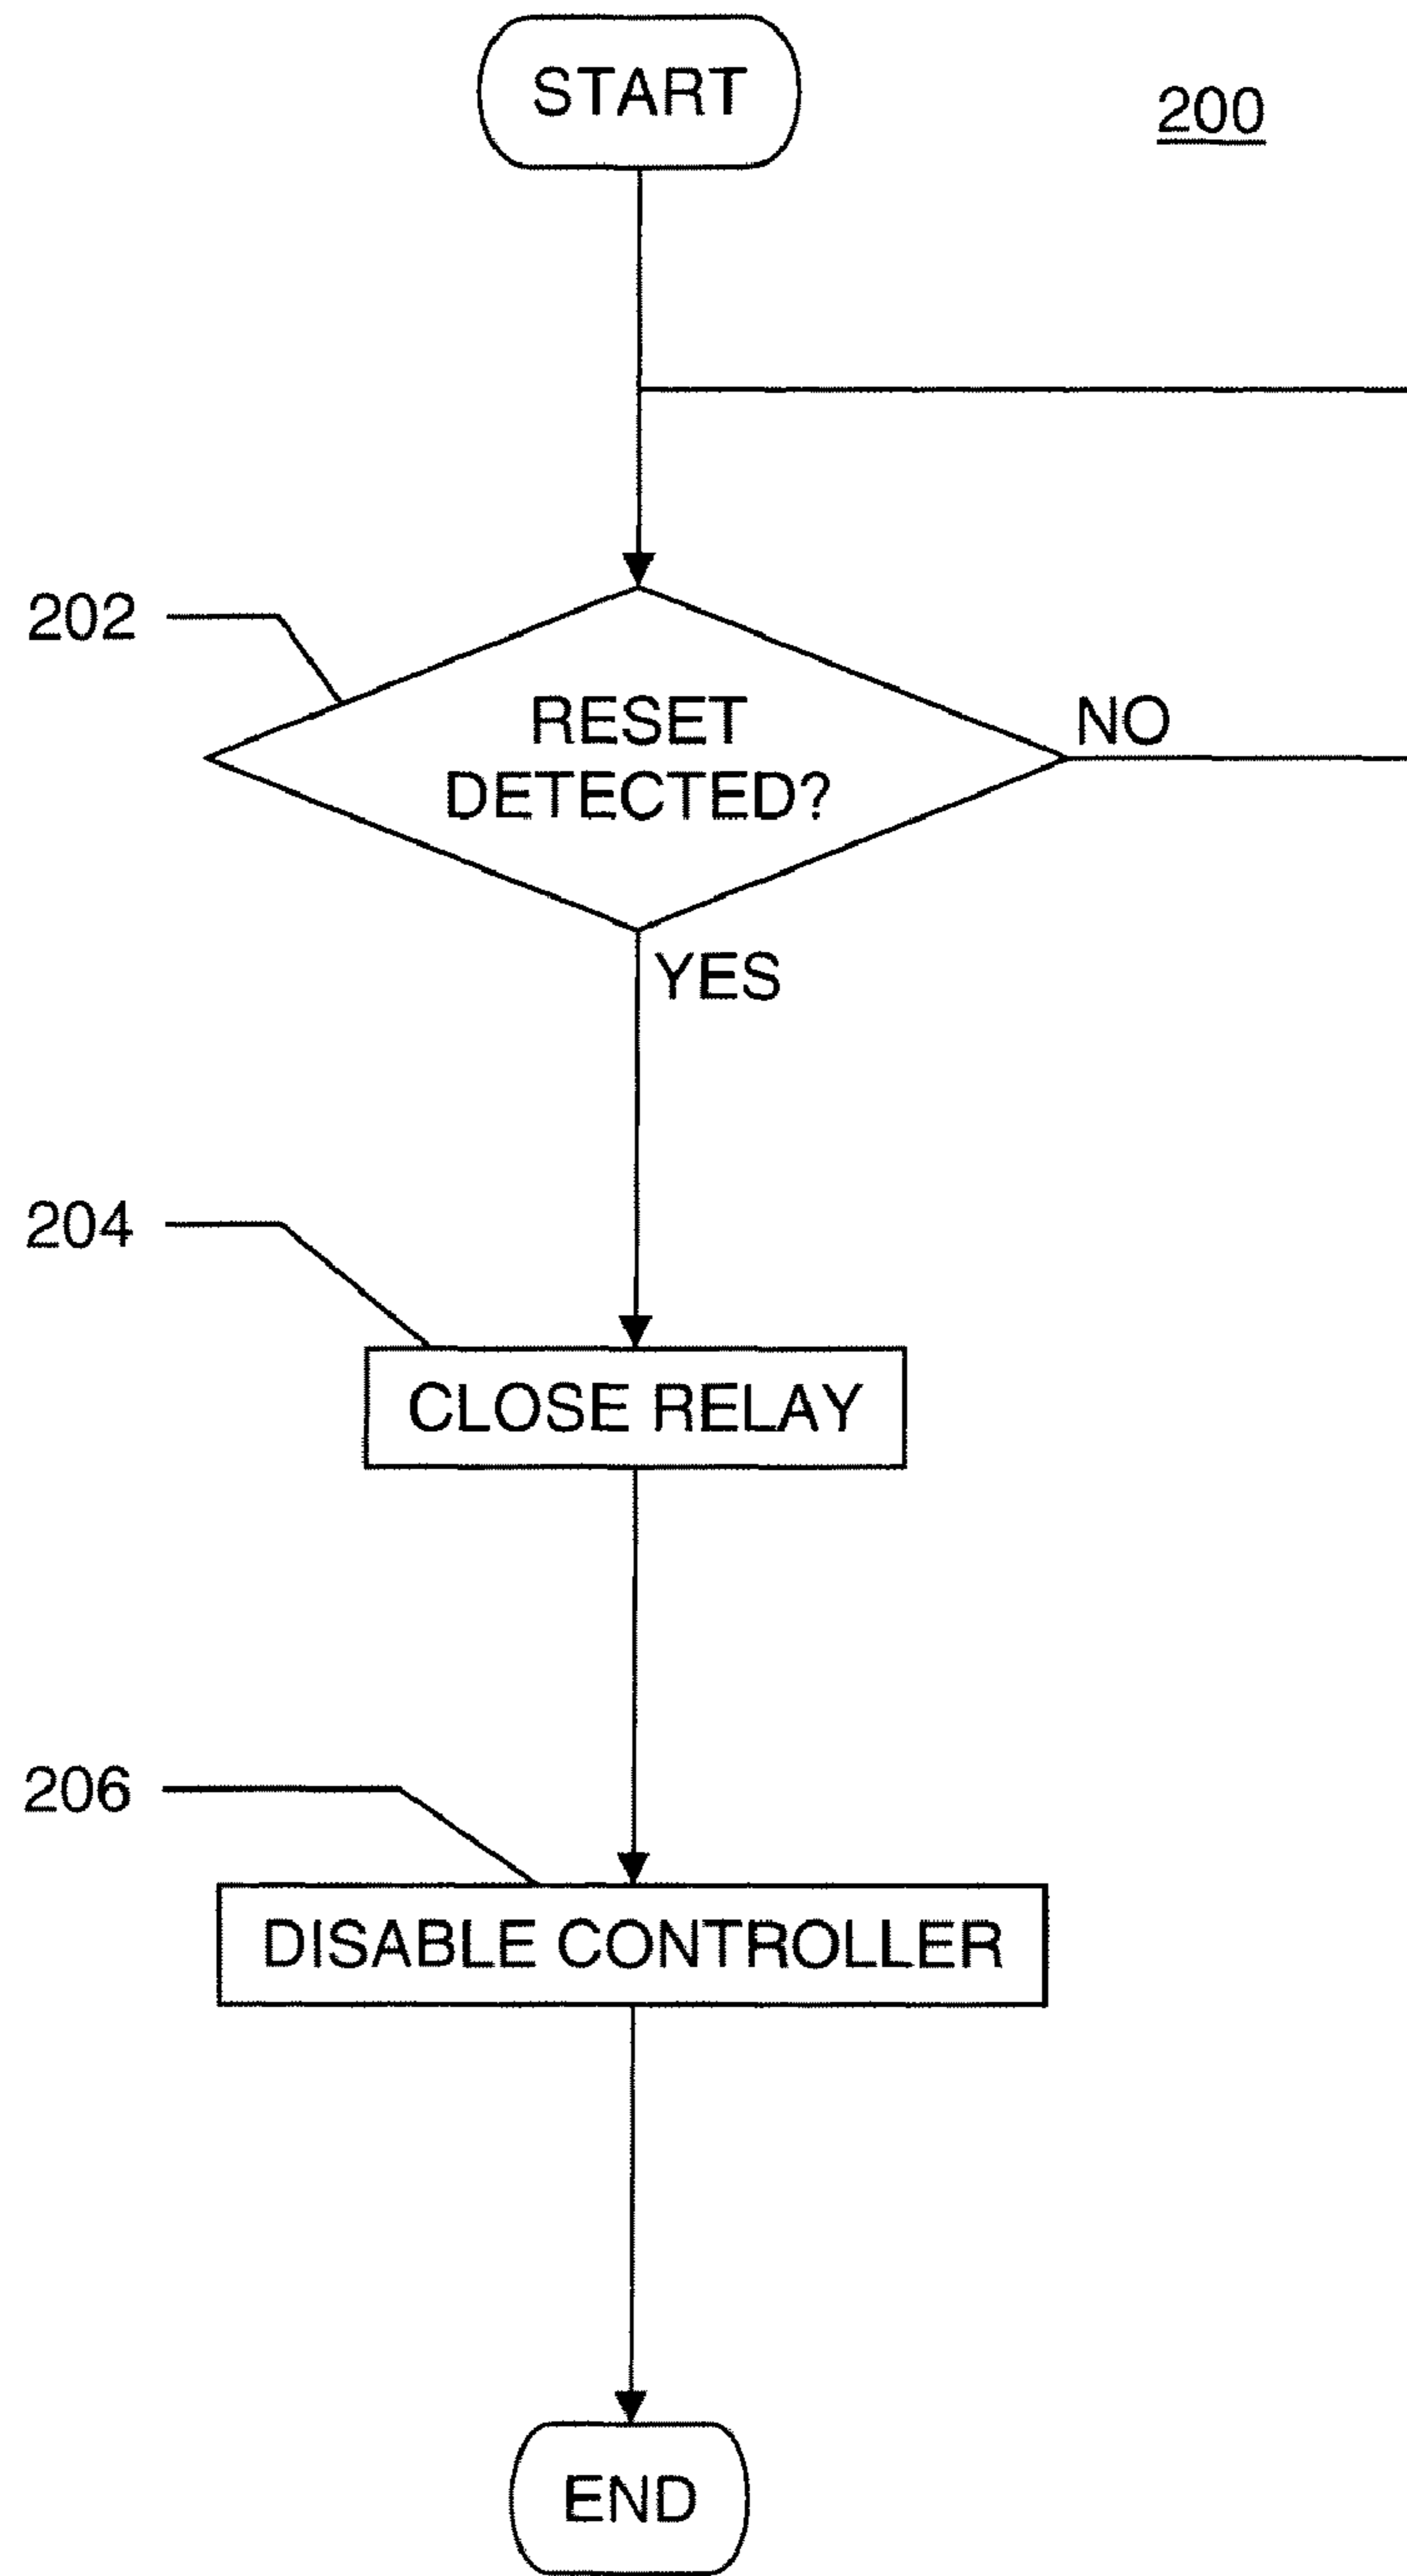 START
200
202
RESET
DETECTED?
NO
YES
204
CLOSE RELAY
206
DISABLE CONTROLLER
END